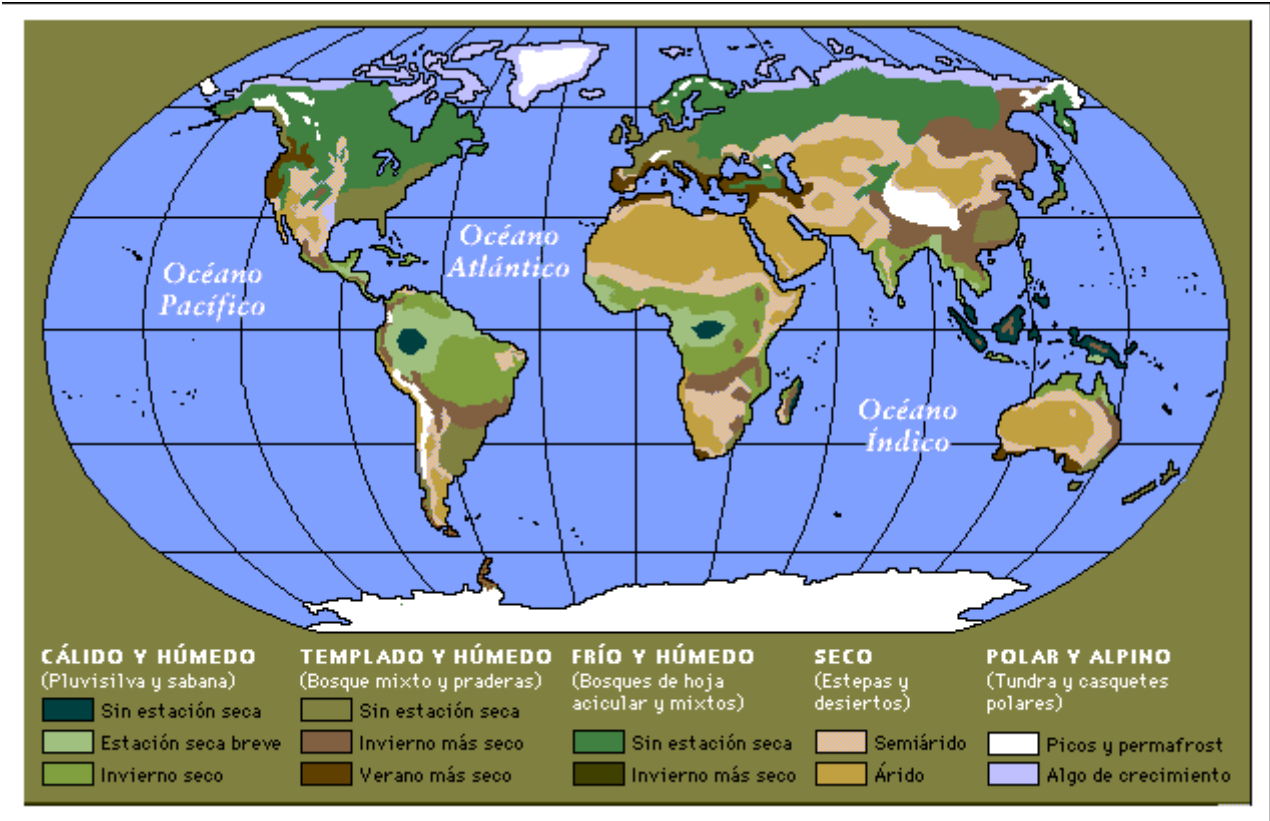 Océano
Pacífico
Océano
Atlántico
Océano
Índico
CÁLIDO Y HÚMEDO
(Pluvisilva y sabana)
Sin estación seca
Estación seca breve
Invierno seco
TEMPLADO Y HÚMEDO
(Bosque mixto y praderas)
Sin estación seca
Invierno más seco
Verano más seco
FRÍO Y HÚMEDO
(Bosques de hoja
acicular y mixtos)
Sin estación seca
Invierno más seco
SECO
(Estepas y
desiertos)
Semiárido
Árido
POLAR Y ALPINO
(Tundra y casquetes
polares)
Picos y permafrost
Algo de crecimiento